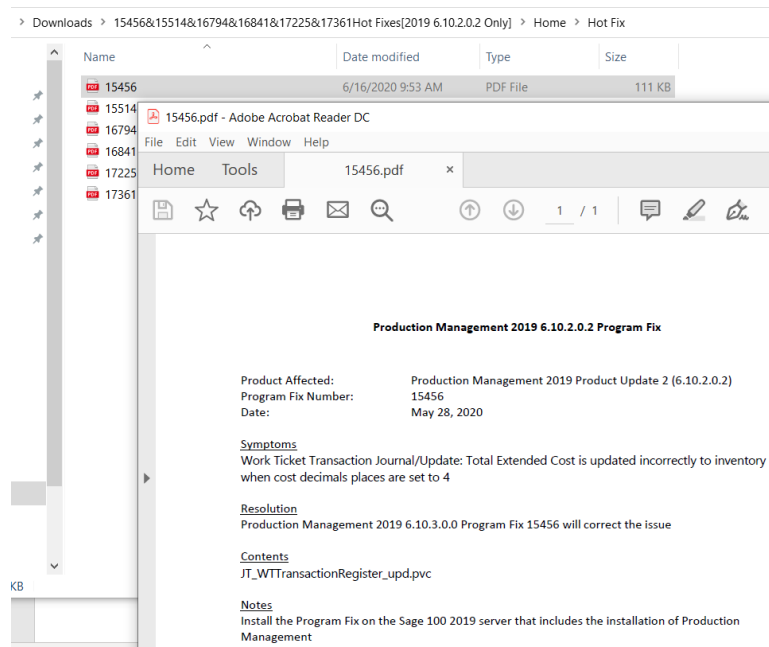 > Downloads > 15456&15514&16794&16841&17225&17361Hot Fixes[2019 6.10.2.0.2 Only] > Home > Hot Fix
Name Date modified Type Size
15456 6/16/2020 9:53 AM PDF File 111 KB
15514
16794
16841
17225
17361
KB
15456.pdf - Adobe Acrobat Reader DC
File Edit View Window Help
Home Tools 15456.pdf ×
1 / 1
Production Management 2019 6.10.2.0.2 Program Fix
Product Affected: Production Management 2019 Product Update 2 (6.10.2.0.2)
Program Fix Number: 15456
Date: May 28, 2020
Symptoms
Work Ticket Transaction Journal/Update: Total Extended Cost is updated incorrectly to inventory
when cost decimals places are set to 4
Resolution
Production Management 2019 6.10.3.0.0 Program Fix 15456 will correct the issue
Contents
JT_WTTransactionRegister_upd.pvc
Notes
Install the Program Fix on the Sage 100 2019 server that includes the installation of Production
Management